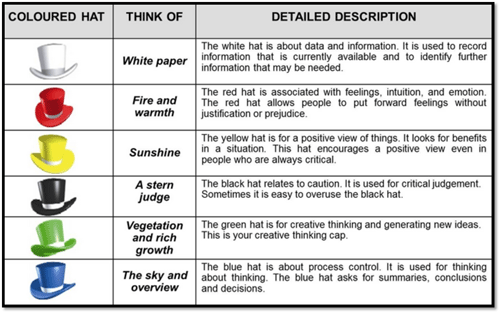 COLOURED HAT
THINK OF
DETAILED DESCRIPTION
White paper
The white hat is about data and information. It is used to record
information that is currently available and to identify further
information that may be needed.
Fire and
warmth
The red hat is associated with feelings, intuition, and emotion.
The red hat allows people to put forward feelings without
justification or prejudice.
Sunshine
The yellow hat is for a positive view of things. It looks for benefits
in a situation. This hat encourages a positive view even in
people who are always critical.
A stern
judge
The black hat relates to caution. It is used for critical judgement.
Sometimes it is easy to overuse the black hat.
Vegetation
and rich
growth
The green hat is for creative thinking and generating new ideas.
This is your creative thinking cap.
The sky and
overview
The blue hat is about process control. It is used for thinking
about thinking. The blue hat asks for summaries, conclusions
and decisions.